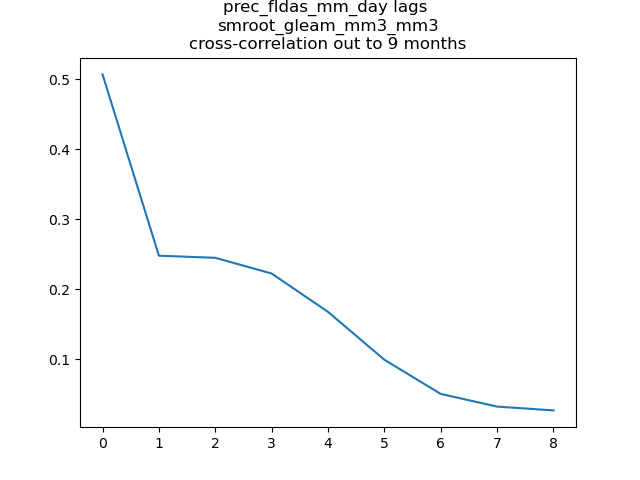 prec_fldas_mm_day lags
smroot_gleam_mm3_mm3
cross-correlation out to 9 months
0.5
0.4
0.3
0.2
0.1
0 1 2 3 4 5 6 7 8